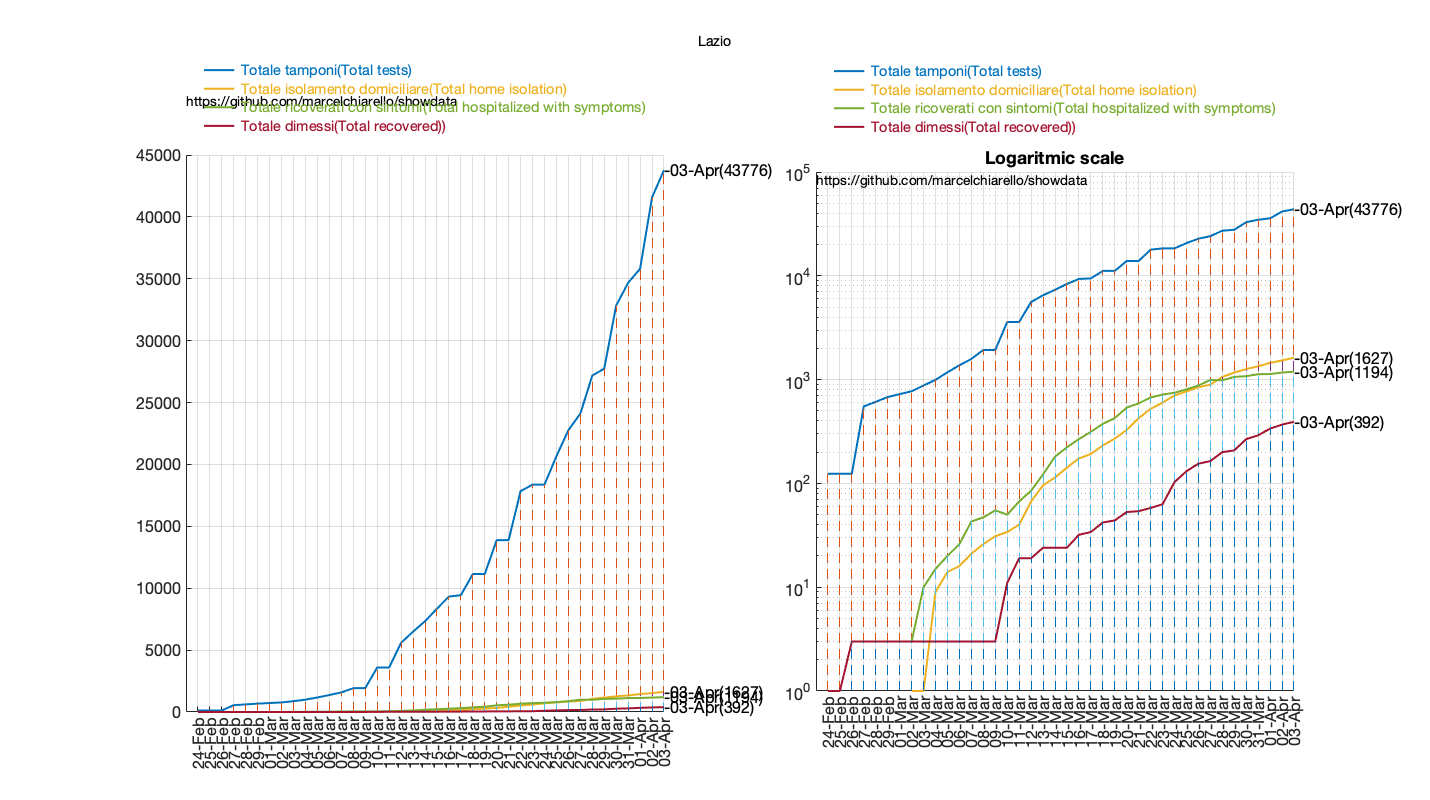 Lazio
Totale tamponi(Total tests)
Totale isolamento domiciliare(Total home isolation)
https://github.com/marcelchiarello/showdata
Totale ricoverati con sintomi(Total hospitalized with symptoms)
Totale dimessi(Total recovered))
45000
40000
35000
30000
25000
20000
15000
10000
5000
0
-03-Apr(43776)
-03-Apr(1627)
-03-Apr(1194)
-03-Apr(392)
24-Feb
25-Feb
26-Feb
27-Feb
28-Feb
29-Feb
01-Mar
02-Mar
03-Mar
04-Mar
05-Mar
06-Mar
07-Mar
08-Mar
09-Mar
10-Mar
11-Mar
12-Mar
13-Mar
14-Mar
15-Mar
16-Mar
17-Mar
18-Mar
19-Mar
20-Mar
21-Mar
22-Mar
23-Mar
24-Mar
25-Mar
26-Mar
27-Mar
28-Mar
29-Mar
30-Mar
31-Mar
01-Apr
02-Apr
03-Apr
Totale tamponi(Total tests)
Totale isolamento domiciliare(Total home isolation)
Totale ricoverati con sintomi(Total hospitalized with symptoms)
Totale dimessi(Total recovered))
Logaritmic scale
https://github.com/marcelchiarello/showdata
10^5
10^4
10^3
10^2
10^1
10^0
-03-Apr(43776)
-03-Apr(1627)
-03-Apr(1194)
-03-Apr(392)
24-Feb
25-Feb
26-Feb
27-Feb
28-Feb
29-Feb
01-Mar
02-Mar
03-Mar
04-Mar
05-Mar
06-Mar
07-Mar
08-Mar
09-Mar
10-Mar
11-Mar
12-Mar
13-Mar
14-Mar
15-Mar
16-Mar
17-Mar
18-Mar
19-Mar
20-Mar
21-Mar
22-Mar
23-Mar
24-Mar
25-Mar
26-Mar
27-Mar
28-Mar
29-Mar
30-Mar
31-Mar
01-Apr
02-Apr
03-Apr